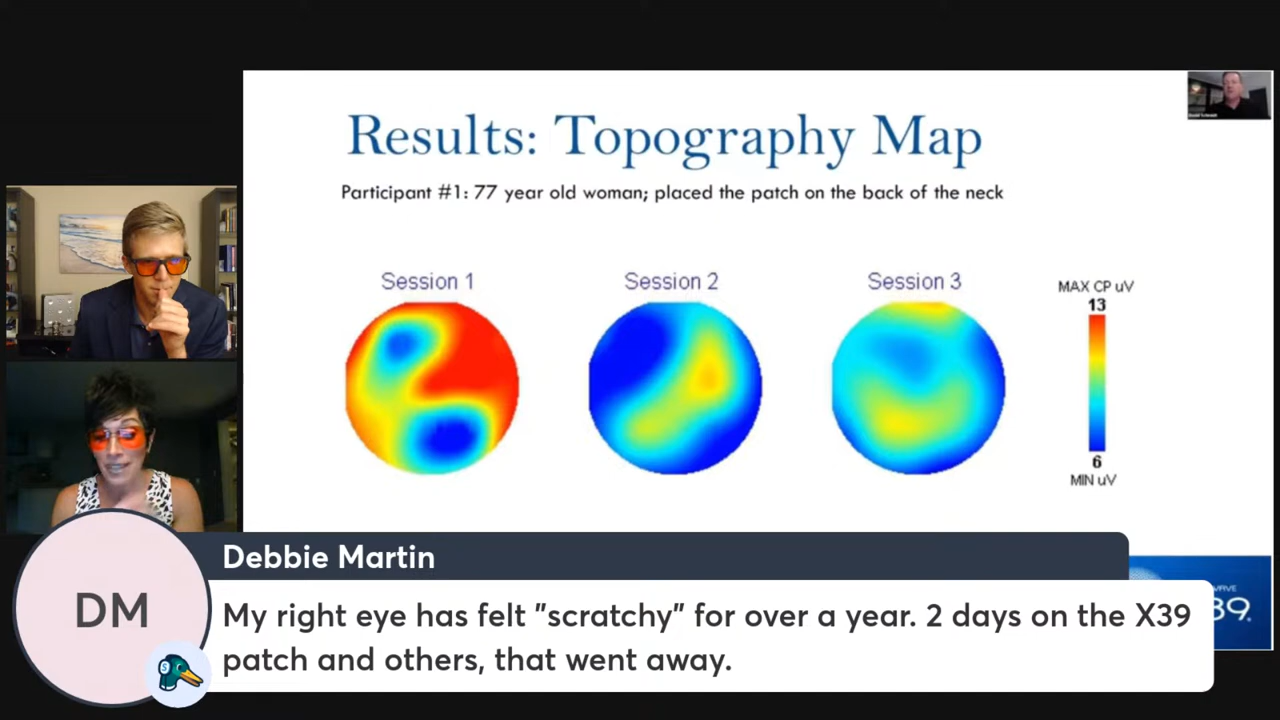 Results: Topography Map
Participant #1: 77 year old woman; placed the patch on the back of the neck
Session 1
Session 2
Session 3
MAX CP uV
13
6
MIN uV
DM
Debbie Martin
My right eye has felt "scratchy" for over a year. 2 days on the X39
patch and others, that went away.